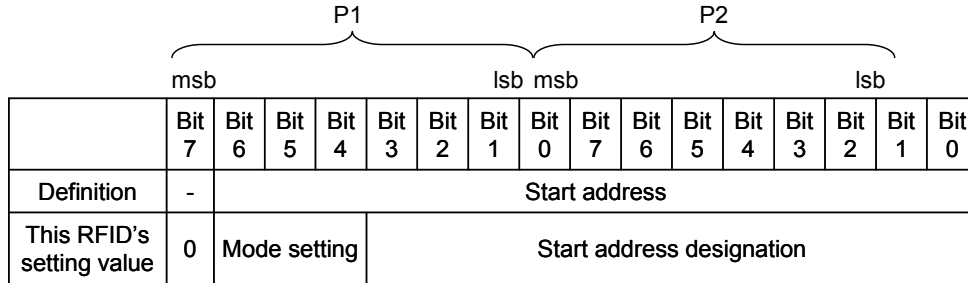 P1 P2
msb lsb msb lsb
Bit 7 Bit 6 Bit 5 Bit 4 Bit 3 Bit 2 Bit 1 Bit 0 Bit 7 Bit 6 Bit 5 Bit 4 Bit 3 Bit 2 Bit 1 Bit 0
Definition - Start address
This RFID's
setting value 0 Mode setting Start address designation